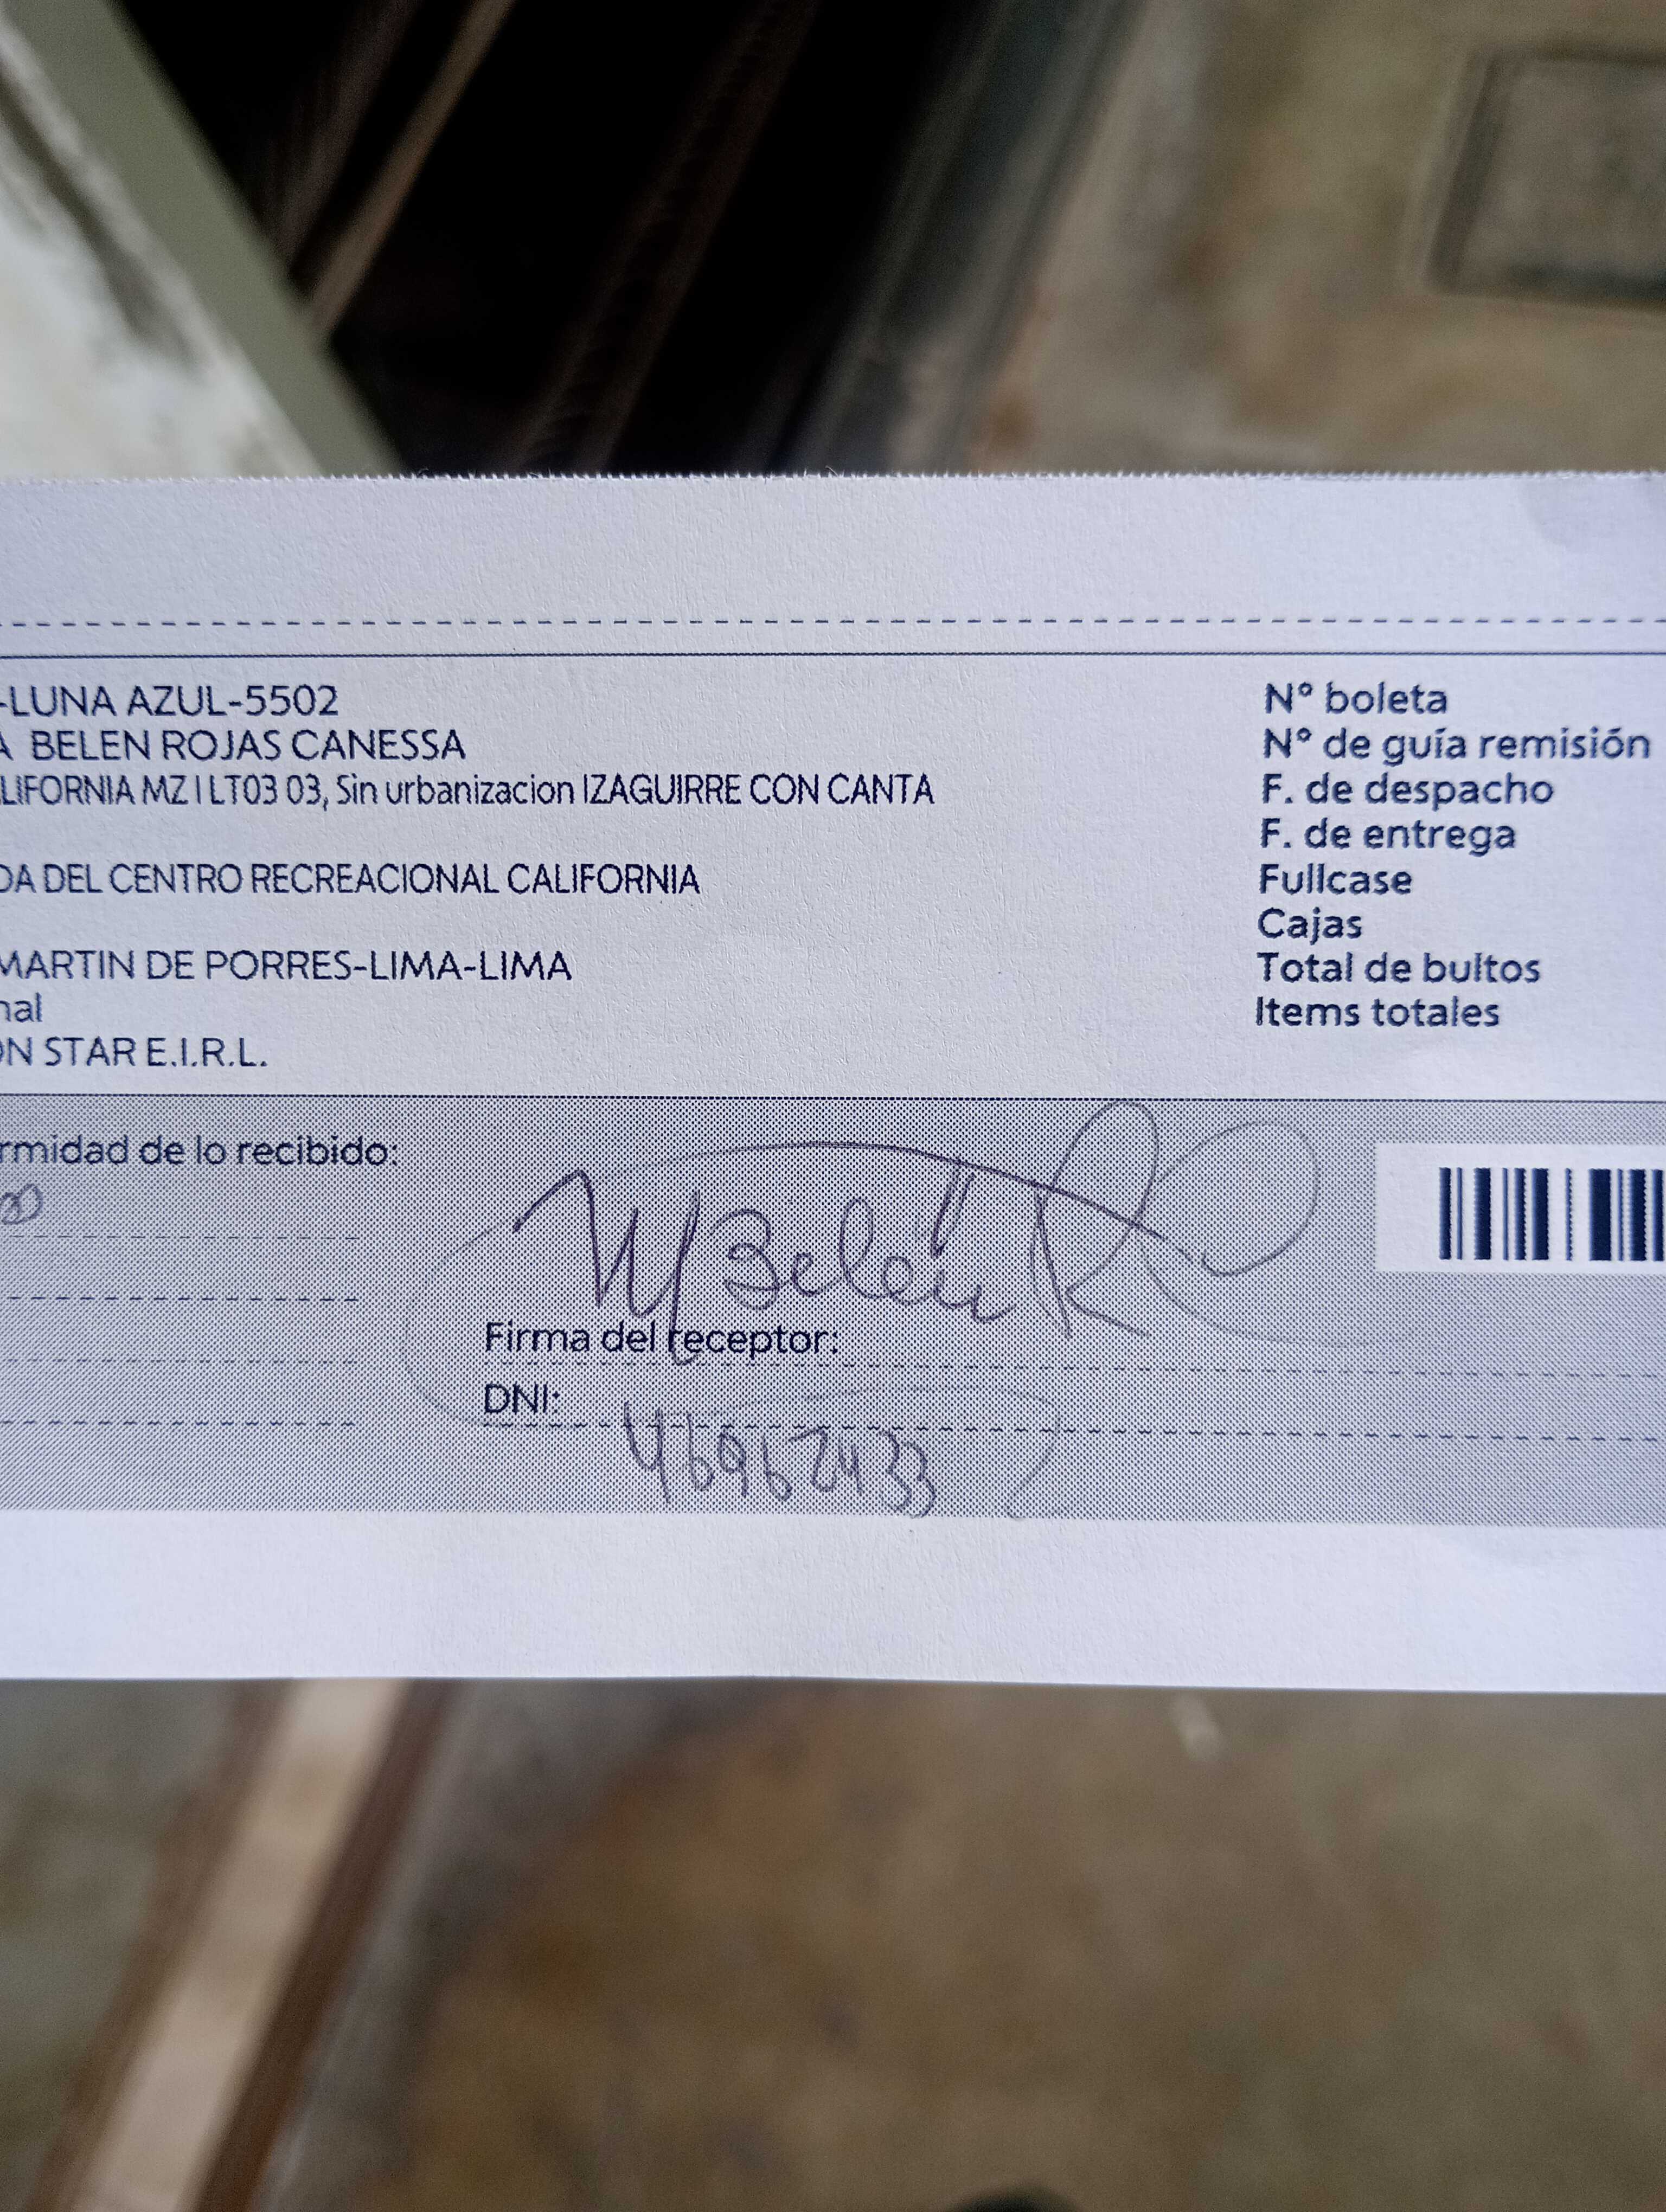 -LUNA AZUL-5502
A BELEN ROJAS CANESSA
LIFORNIA MZ I LT03 03, Sin urbanizacion IZAGUIRRE CON CANTA
DA DEL CENTRO RECREACIONAL CALIFORNIA
MARTIN DE PORRES-LIMA-LIMA
nal
ON STAR E.I.R.L.
N° boleta
N° de guía remisión
F. de despacho
F. de entrega
Fullcase
Cajas
Total de bultos
Items totales
rmidad de lo recibido:
M Belén R
Firma del receptor:
DNI:
46962433